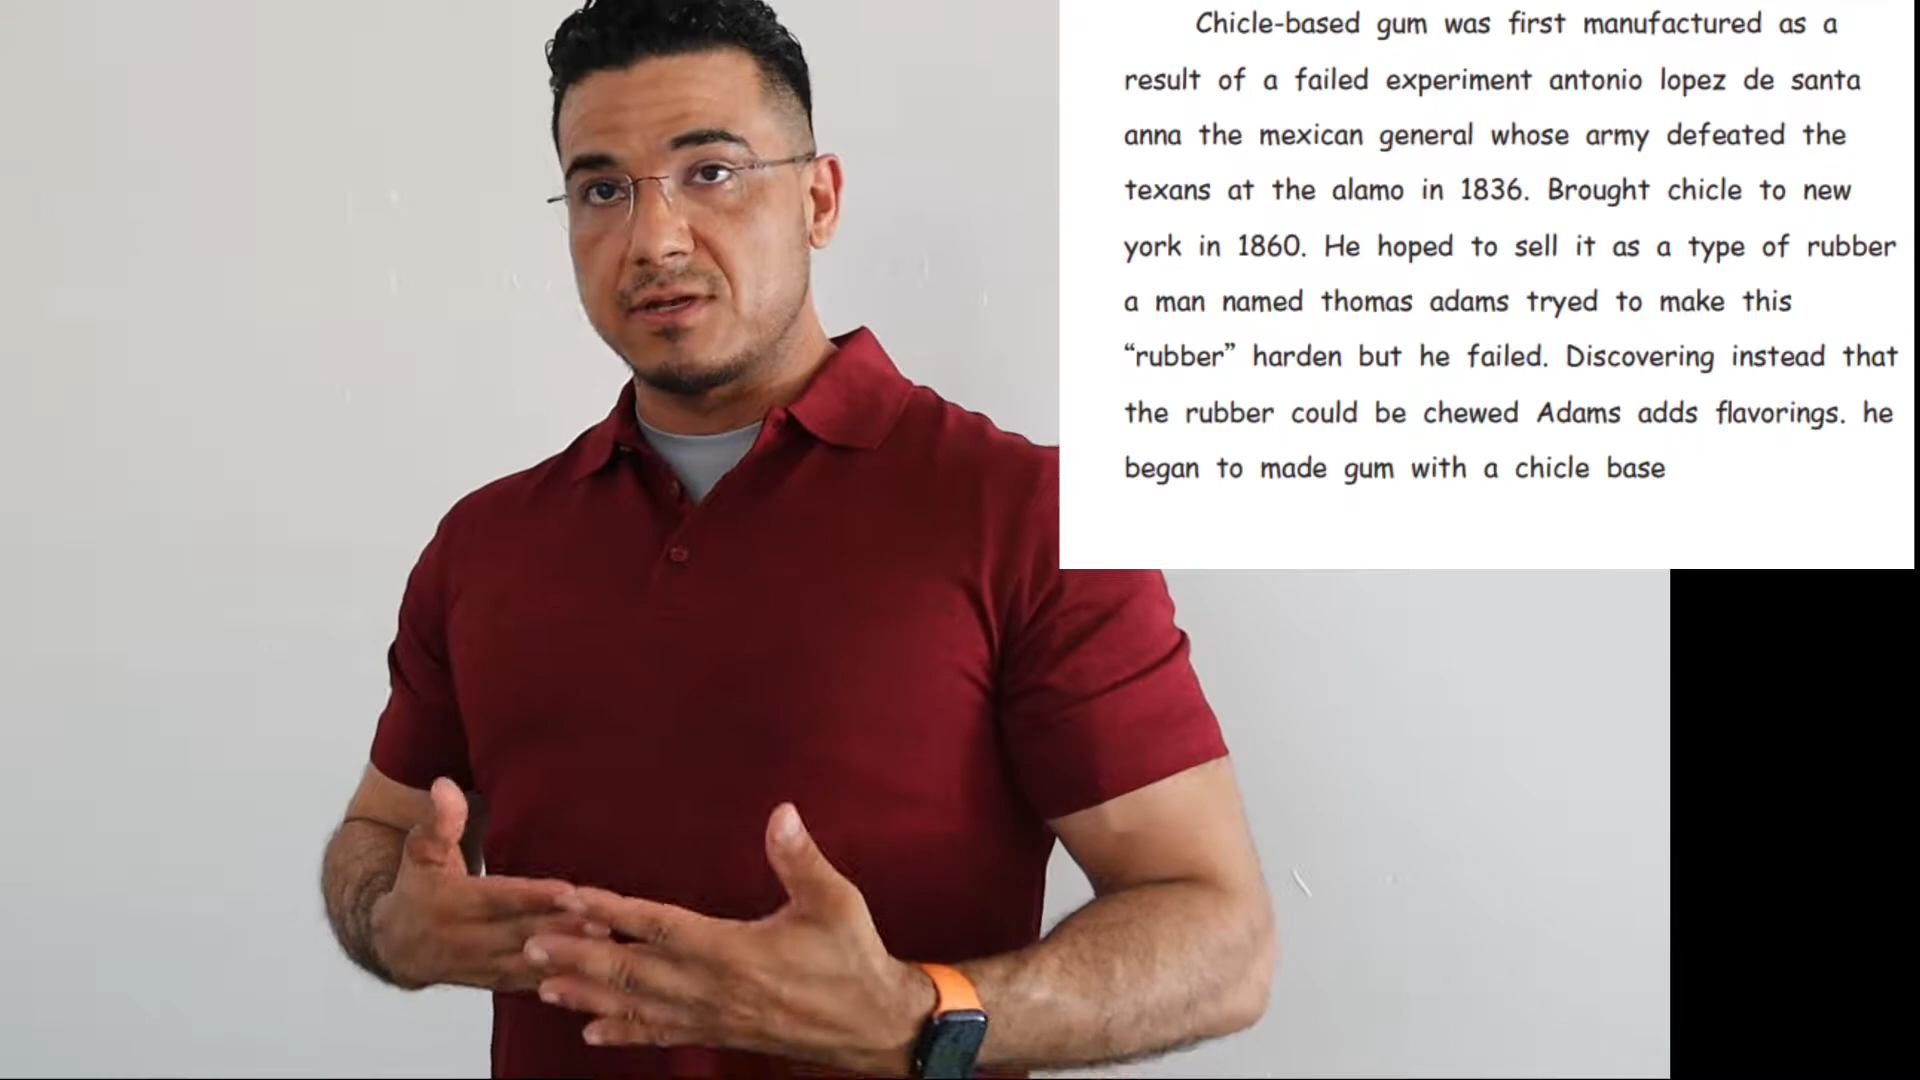 Chicle-based gum was first manufactured as a
result of a failed experiment antonio lopez de santa
anna the mexican general whose army defeated the
texans at the alamo in 1836. Brought chicle to new
york in 1860. He hoped to sell it as a type of rubber
a man named thomas adams tryed to make this
“rubber” harden but he failed. Discovering instead that
the rubber could be chewed Adams adds flavorings. he
began to made gum with a chicle base